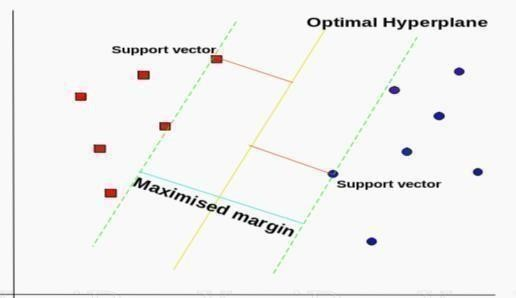 Optimal Hyperplane
Support vector
Support vector
Maximised margin